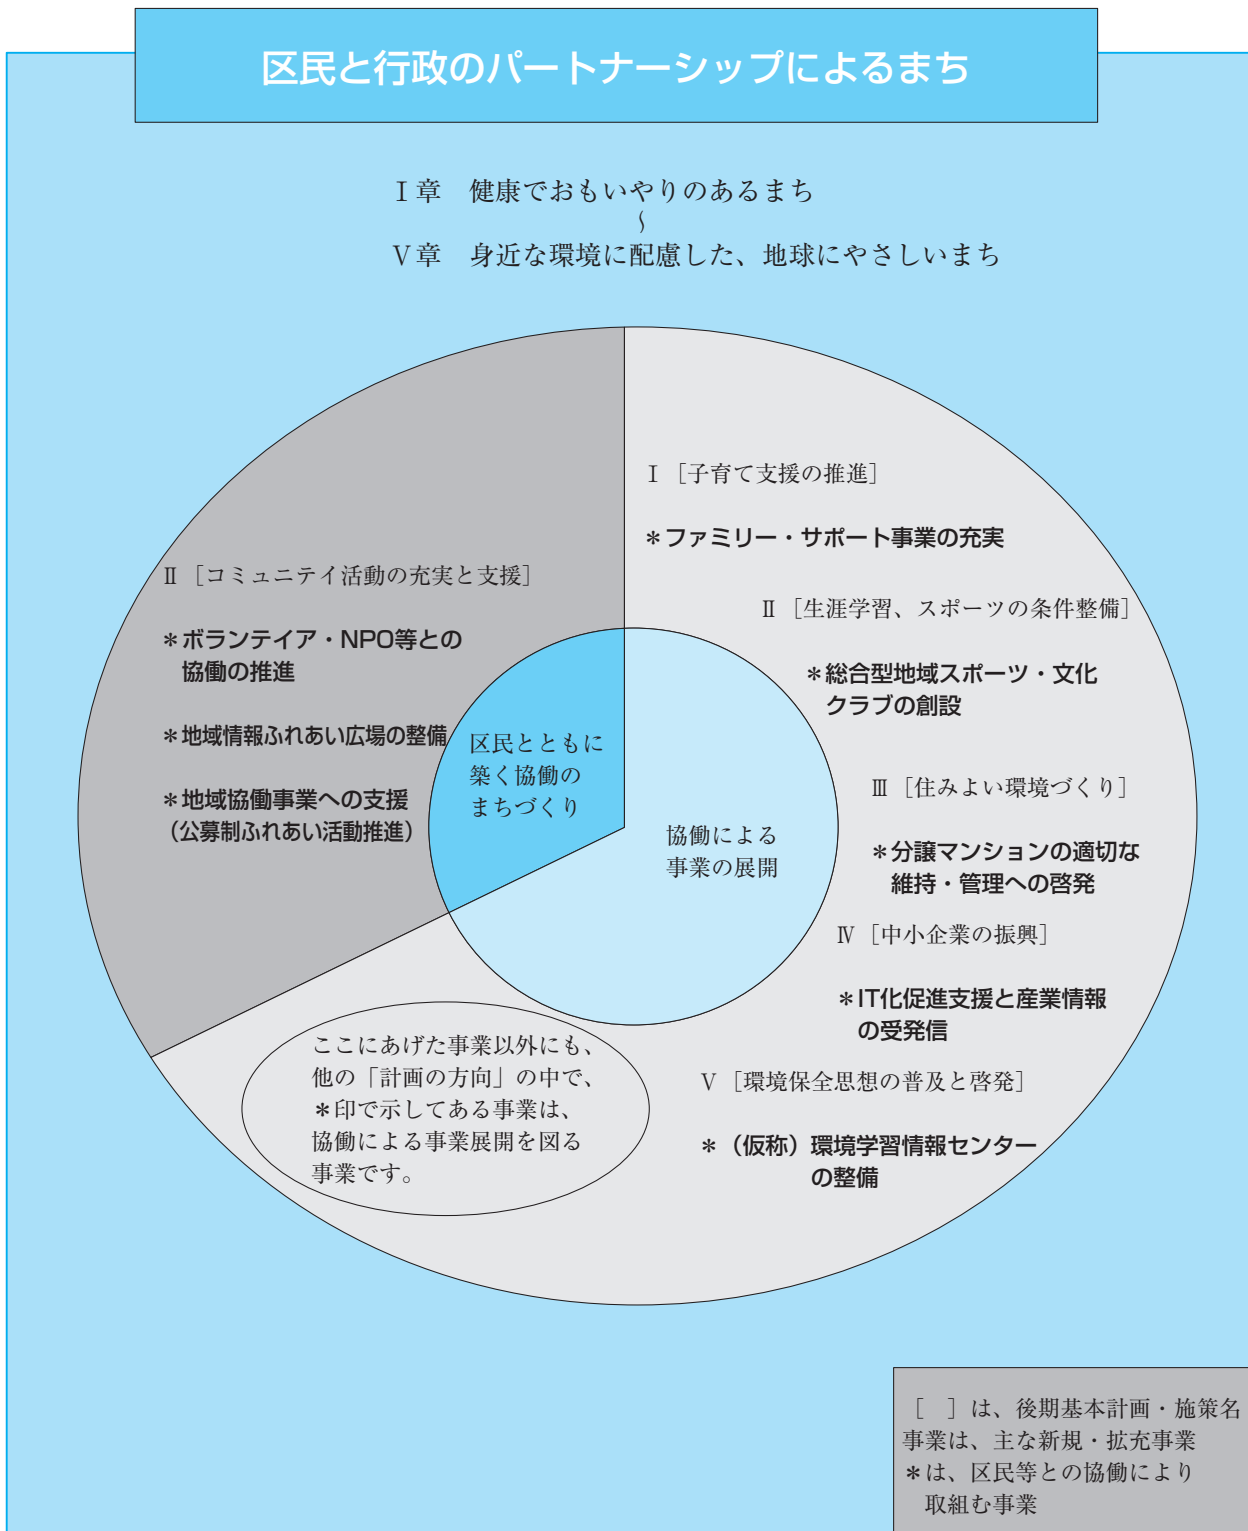 区民と行政のパートナーシップによるまち
Ⅰ章　健康でおもいやりのあるまち
〜
Ⅴ章　身近な環境に配慮した、地球にやさしいまち
Ⅰ［子育て支援の推進］
＊ファミリー・サポート事業の充実
Ⅱ［生涯学習、スポーツの条件整備］
＊総合型地域スポーツ・文化
クラブの創設
Ⅲ［住みよい環境づくり］
＊分譲マンションの適切な
維持・管理への啓発
Ⅳ［中小企業の振興］
＊IT化促進支援と産業情報
の受発信
Ⅴ［環境保全思想の普及と啓発］
＊（仮称）環境学習情報センター
の整備
Ⅱ［コミュニテイ活動の充実と支援］
＊ボランテイア・NPO等との
協働の推進
＊地域情報ふれあい広場の整備
＊地域協働事業への支援
（公募制ふれあい活動推進）
区民とともに
築く協働の
まちづくり
協働による
事業の展開
ここにあげた事業以外にも、
他の「計画の方向」の中で、
＊印で示してある事業は、
協働による事業展開を図る
事業です。
［　］は、後期基本計画・施策名
事業は、主な新規・拡充事業
＊は、区民等との協働により
取組む事業